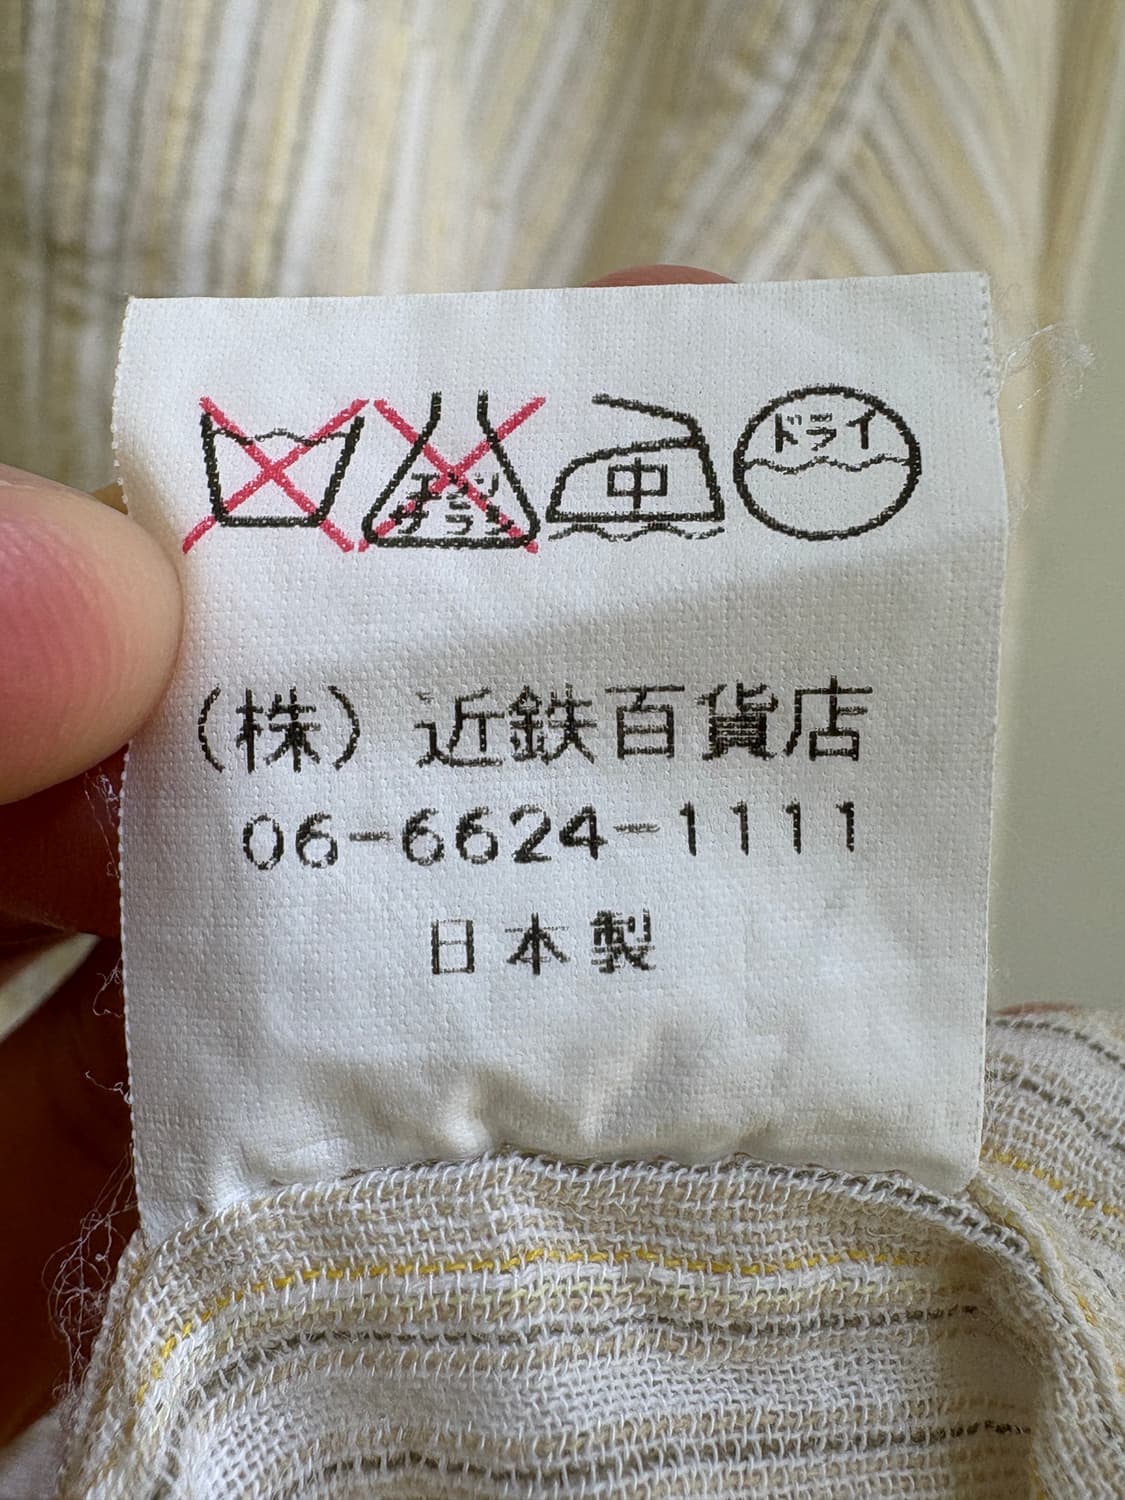 エンソ サラシ 中 ドライ
（株） 近鉄百貨店
06-6624-1111
日本製